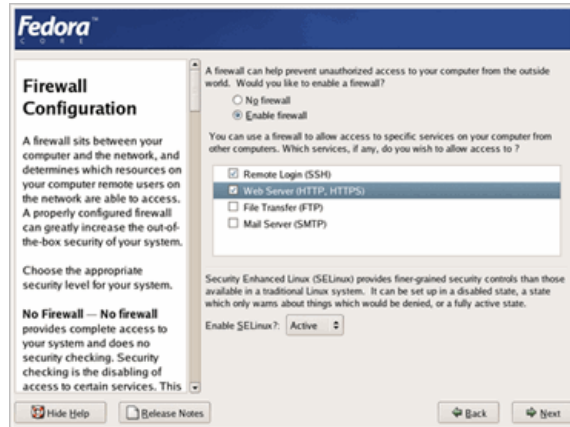 Fedora
CORE
Firewall
Configuration
A firewall sits between your
computer and the network, and
determines which resources on
your computer remote users on
the network are able to access.
A properly configured firewall
can greatly increase the out-of-
the-box security of your system.
Choose the appropriate
security level for your system.
No Firewall — No firewall
provides complete access to
your system and does no
security checking. Security
checking is the disabling of
access to certain services. This
A firewall can help prevent unauthorized access to your computer from the outside
world. Would you like to enable a firewall?
No firewall
Enable firewall
You can use a firewall to allow access to specific services on your computer from
other computers. Which services, if any, do you wish to allow access to ?
Remote Login (SSH)
Web Server (HTTP, HTTPS)
File Transfer (FTP)
Mail Server (SMTP)
Security Enhanced Linux (SELinux) provides finer-grained security controls than those
available in a traditional Linux system. It can be set up in a disabled state, a state
which only warns about things which would be denied, or a fully active state.
Enable SELinux?: Active
Hide Help
Release Notes
Back
Next